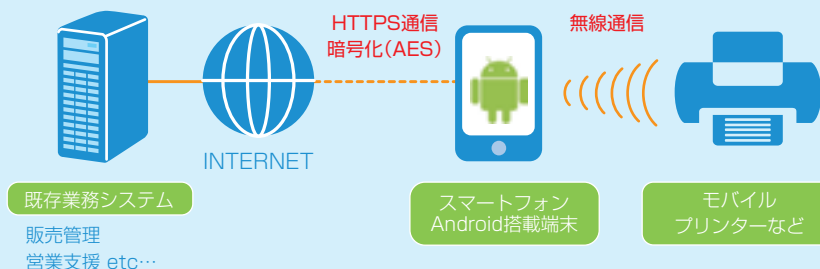 HTTPS通信
暗号化(AES)
無線通信
INTERNET
既存業務システム
販売管理
営業支援 etc…
スマートフォン
Android搭載端末
モバイル
プリンターなど